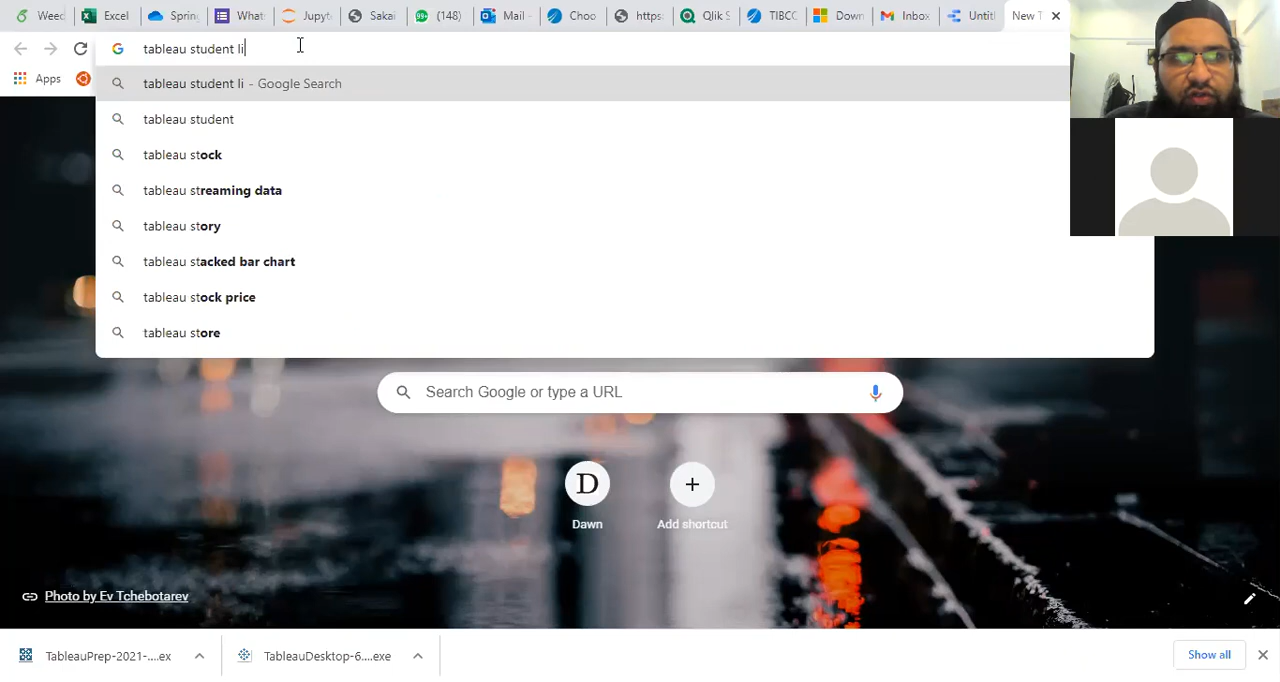 Weed
Excel
Spring
What
Jupyt
Sakai
99+
(148)
Mail -
Choo
https
Qlik S
TIBCC
Down
Inbox
Untitl
New T
tableau student li
Apps
tableau student li - Google Search
tableau student
tableau stock
tableau streaming data
tableau story
tableau stacked bar chart
tableau stock price
tableau store
Search Google or type a URL
D
Dawn
Add shortcut
Photo by Ev Tchebotarev
TableauPrep-2021-....ex
TableauDesktop-6....exe
Show all